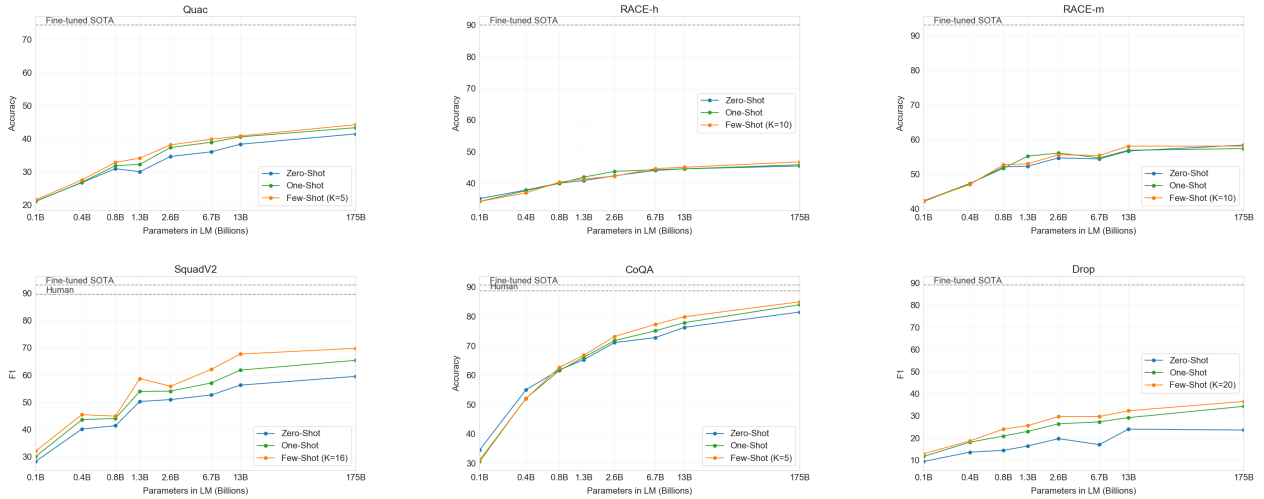 Quac
Fine-tuned SOTA
70
60
50
40
30
20
Accuracy
Zero-Shot
One-Shot
Few-Shot (K=5)
0.1B 0.4B 0.8B 1.3B 2.6B 6.7B 13B 175B
Parameters in LM (Billions)
RACE-h
90
Fine-tuned SOTA
80
70
60
50
40
Accuracy
Zero-Shot
One-Shot
Few-Shot (K=10)
0.1B 0.4B 0.8B 1.3B 2.6B 6.7B 13B 175B
Parameters in LM (Billions)
RACE-m
Fine-tuned SOTA
90
80
70
60
50
40
Accuracy
Zero-Shot
One-Shot
Few-Shot (K=10)
0.1B 0.4B 0.8B 1.3B 2.6B 6.7B 13B 175B
Parameters in LM (Billions)
SquadV2
Fine-tuned SOTA
Human
90
80
70
60
50
40
30
F1
Zero-Shot
One-Shot
Few-Shot (K=16)
0.1B 0.4B 0.8B 1.3B 2.6B 6.7B 13B 175B
Parameters in LM (Billions)
CoQA
Fine-tuned SOTA
Human
90
80
70
60
50
40
30
Accuracy
Zero-Shot
One-Shot
Few-Shot (K=5)
0.1B 0.4B 0.8B 1.3B 2.6B 6.7B 13B 175B
Parameters in LM (Billions)
Drop
90
Fine-tuned SOTA
80
70
60
50
40
30
20
10
F1
Zero-Shot
One-Shot
Few-Shot (K=20)
0.1B 0.4B 0.8B 1.3B 2.6B 6.7B 13B 175B
Parameters in LM (Billions)